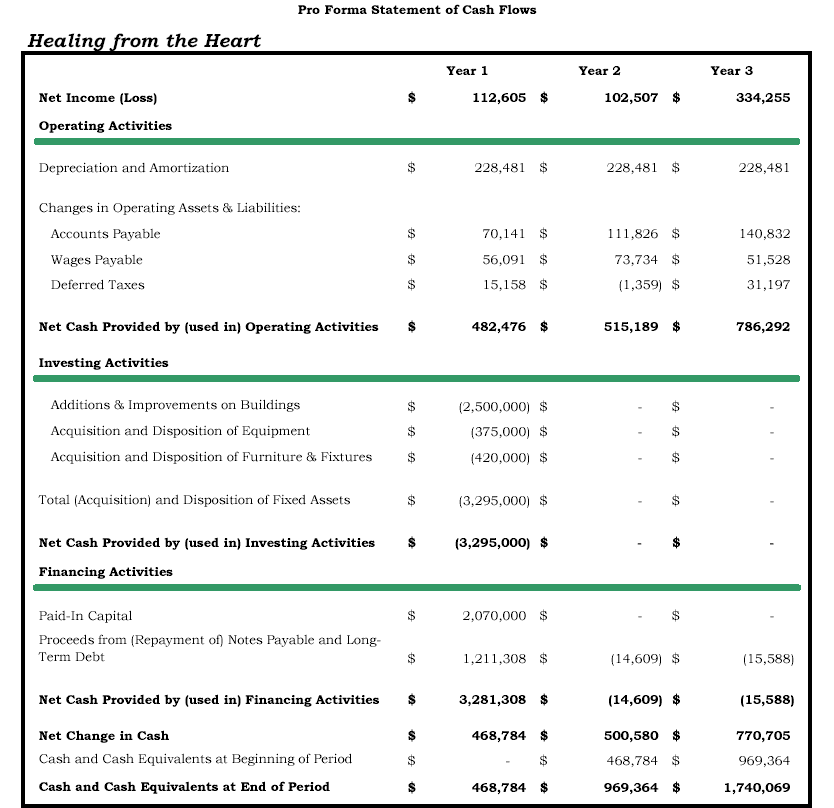 Pro Forma Statement of Cash Flows
Healing from the Heart
Year 1 Year 2 Year 3
Net Income (Loss) $ 112,605 $ 102,507 $ 334,255
Operating Activities
Depreciation and Amortization $ 228,481 $ 228,481 $ 228,481
Changes in Operating Assets & Liabilities:
Accounts Payable $ 70,141 $ 111,826 $ 140,832
Wages Payable $ 56,091 $ 73,734 $ 51,528
Deferred Taxes $ 15,158 $ (1,359) $ 31,197
Net Cash Provided by (used in) Operating Activities $ 482,476 $ 515,189 $ 786,292
Investing Activities
Additions & Improvements on Buildings $ (2,500,000) $ - $ -
Acquisition and Disposition of Equipment $ (375,000) $ - $ -
Acquisition and Disposition of Furniture & Fixtures $ (420,000) $ - $ -
Total (Acquisition) and Disposition of Fixed Assets $ (3,295,000) $ - $ -
Net Cash Provided by (used in) Investing Activities $ (3,295,000) $ - $ -
Financing Activities
Paid-In Capital $ 2,070,000 $ - $ -
Proceeds from (Repayment of) Notes Payable and Long-
Term Debt $ 1,211,308 $ (14,609) $ (15,588)
Net Cash Provided by (used in) Financing Activities $ 3,281,308 $ (14,609) $ (15,588)
Net Change in Cash $ 468,784 $ 500,580 $ 770,705
Cash and Cash Equivalents at Beginning of Period $ - $ 468,784 $ 969,364
Cash and Cash Equivalents at End of Period $ 468,784 $ 969,364 $ 1,740,069